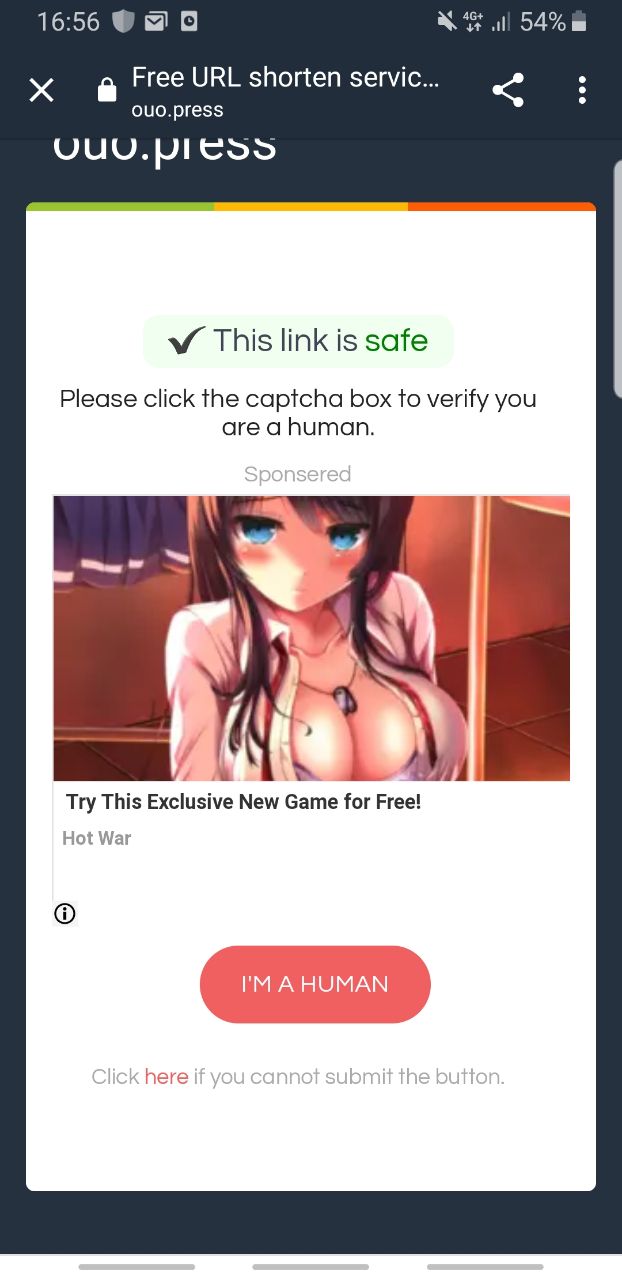 16:56 4G+ 54%
Free URL shorten servic...
ouo.press
ouo.press
✔ This link is safe
Please click the captcha box to verify you
are a human.
Sponsered
Try This Exclusive New Game for Free!
Hot War
I'M A HUMAN
Click here if you cannot submit the button.